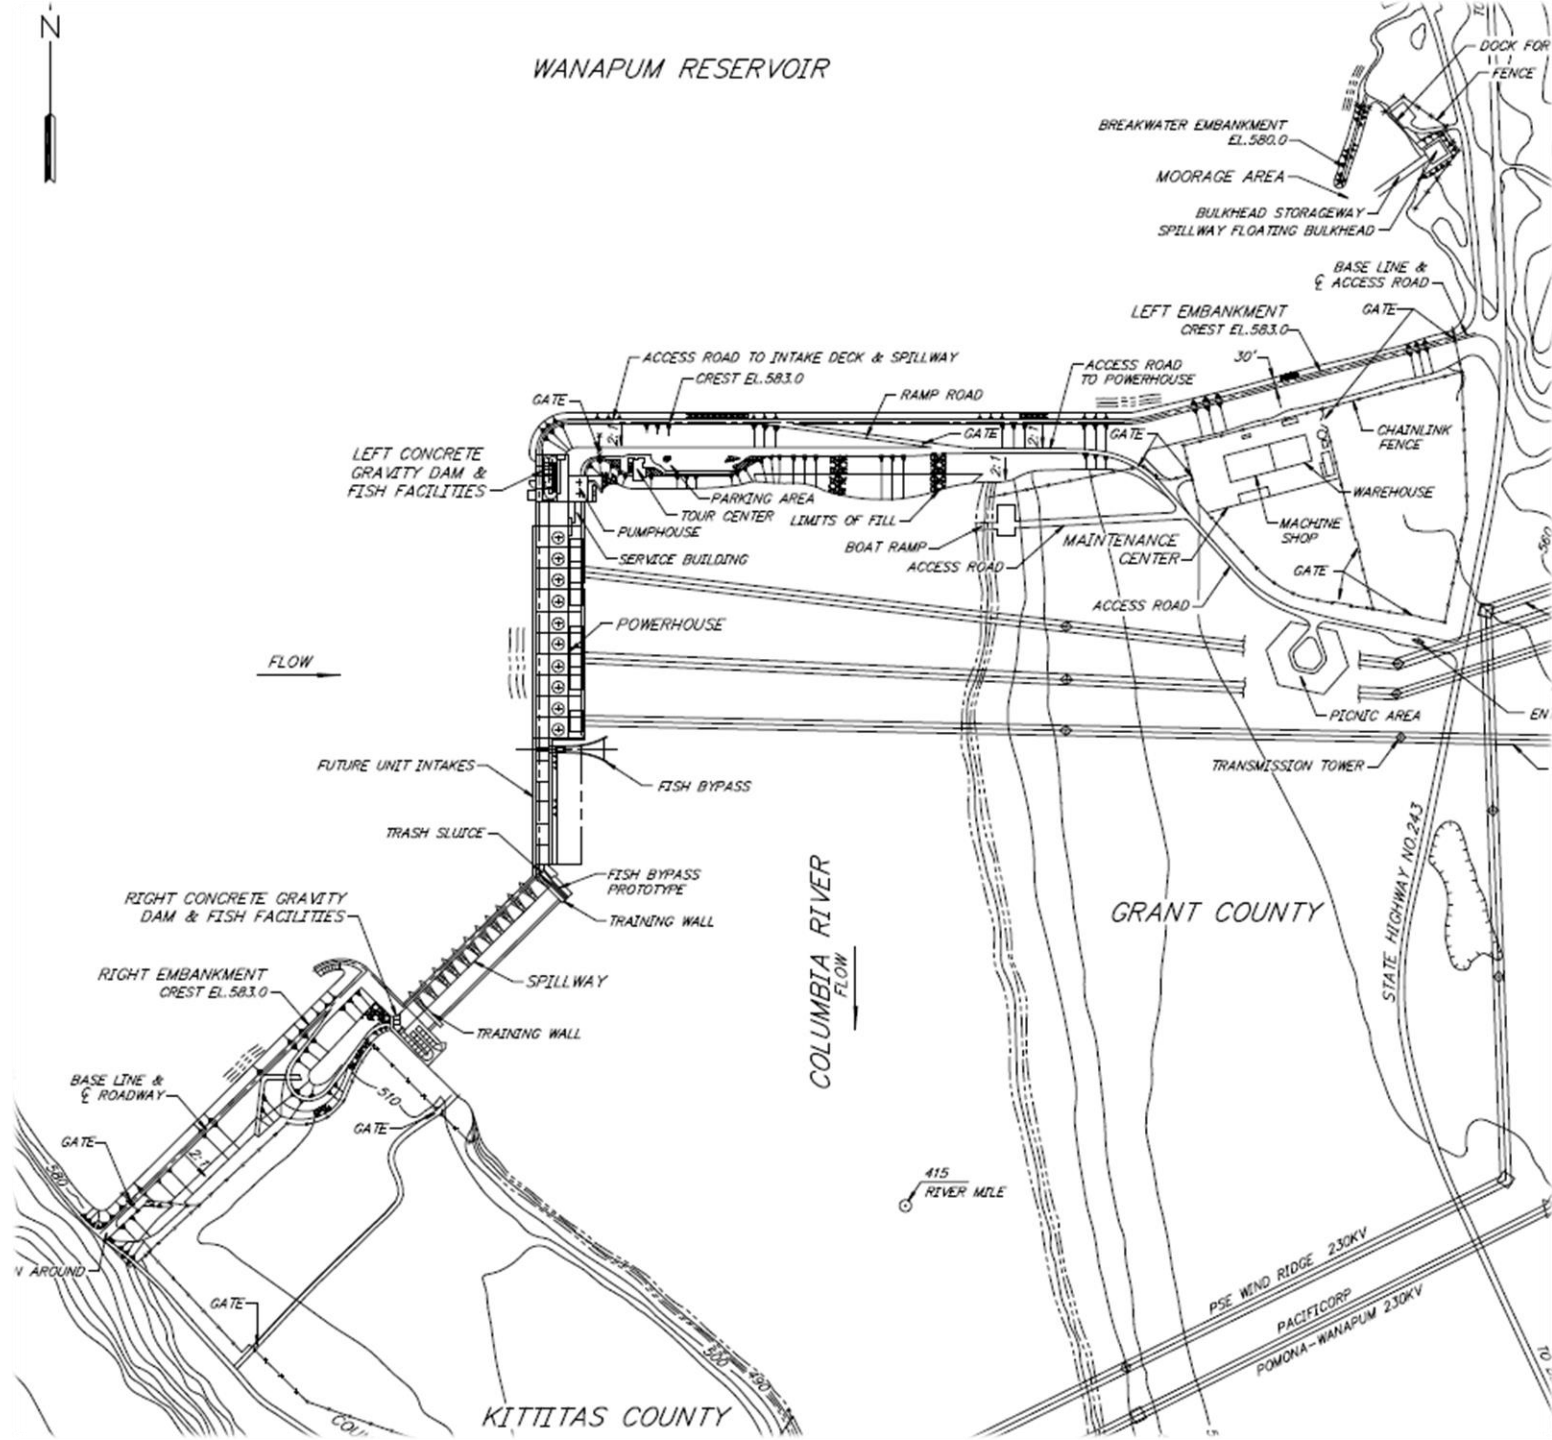 N
WANAPUM RESERVOIR
DOCK FOR
FENCE
BREAKWATER EMBANKMENT
EL.580.0
MOORAGE AREA
BULKHEAD STORAGEWAY
SPILLWAY FLOATING BULKHEAD
BASE LINE &
℄ ACCESS ROAD
LEFT EMBANKMENT
CREST EL.583.0
GATE
30'
ACCESS ROAD TO INTAKE DECK & SPILLWAY
CREST EL.583.0
ACCESS ROAD
TO POWERHOUSE
RAMP ROAD
GATE
GATE
GATE
2:1
2:1
2:1
CHAINLINK
FENCE
LEFT CONCRETE
GRAVITY DAM &
FISH FACILITIES
PARKING AREA
TOUR CENTER
LIMITS OF FILL
PUMPHOUSE
SERVICE BUILDING
BOAT RAMP
ACCESS ROAD
MAINTENANCE
CENTER
WAREHOUSE
MACHINE
SHOP
GATE
560
ACCESS ROAD
POWERHOUSE
FLOW
PICNIC AREA
EN
TRANSMISSION TOWER
FUTURE UNIT INTAKES
FISH BYPASS
TRASH SLUICE
FISH BYPASS
PROTOTYPE
TRAINING WALL
RIGHT CONCRETE GRAVITY
DAM & FISH FACILITIES
COLUMBIA RIVER
FLOW
GRANT COUNTY
STATE HIGHWAY NO.243
RIGHT EMBANKMENT
CREST EL.583.0
SPILLWAY
TRAINING WALL
BASE LINE &
℄ ROADWAY
510
GATE
GATE
2:1
580
415
RIVER MILE
N AROUND
GATE
PSE WIND RIDGE 230KV
PACIFICORP
POMONA-WANAPUM 230KV
500
490
KITTITAS COUNTY
COU
TO
TO
5